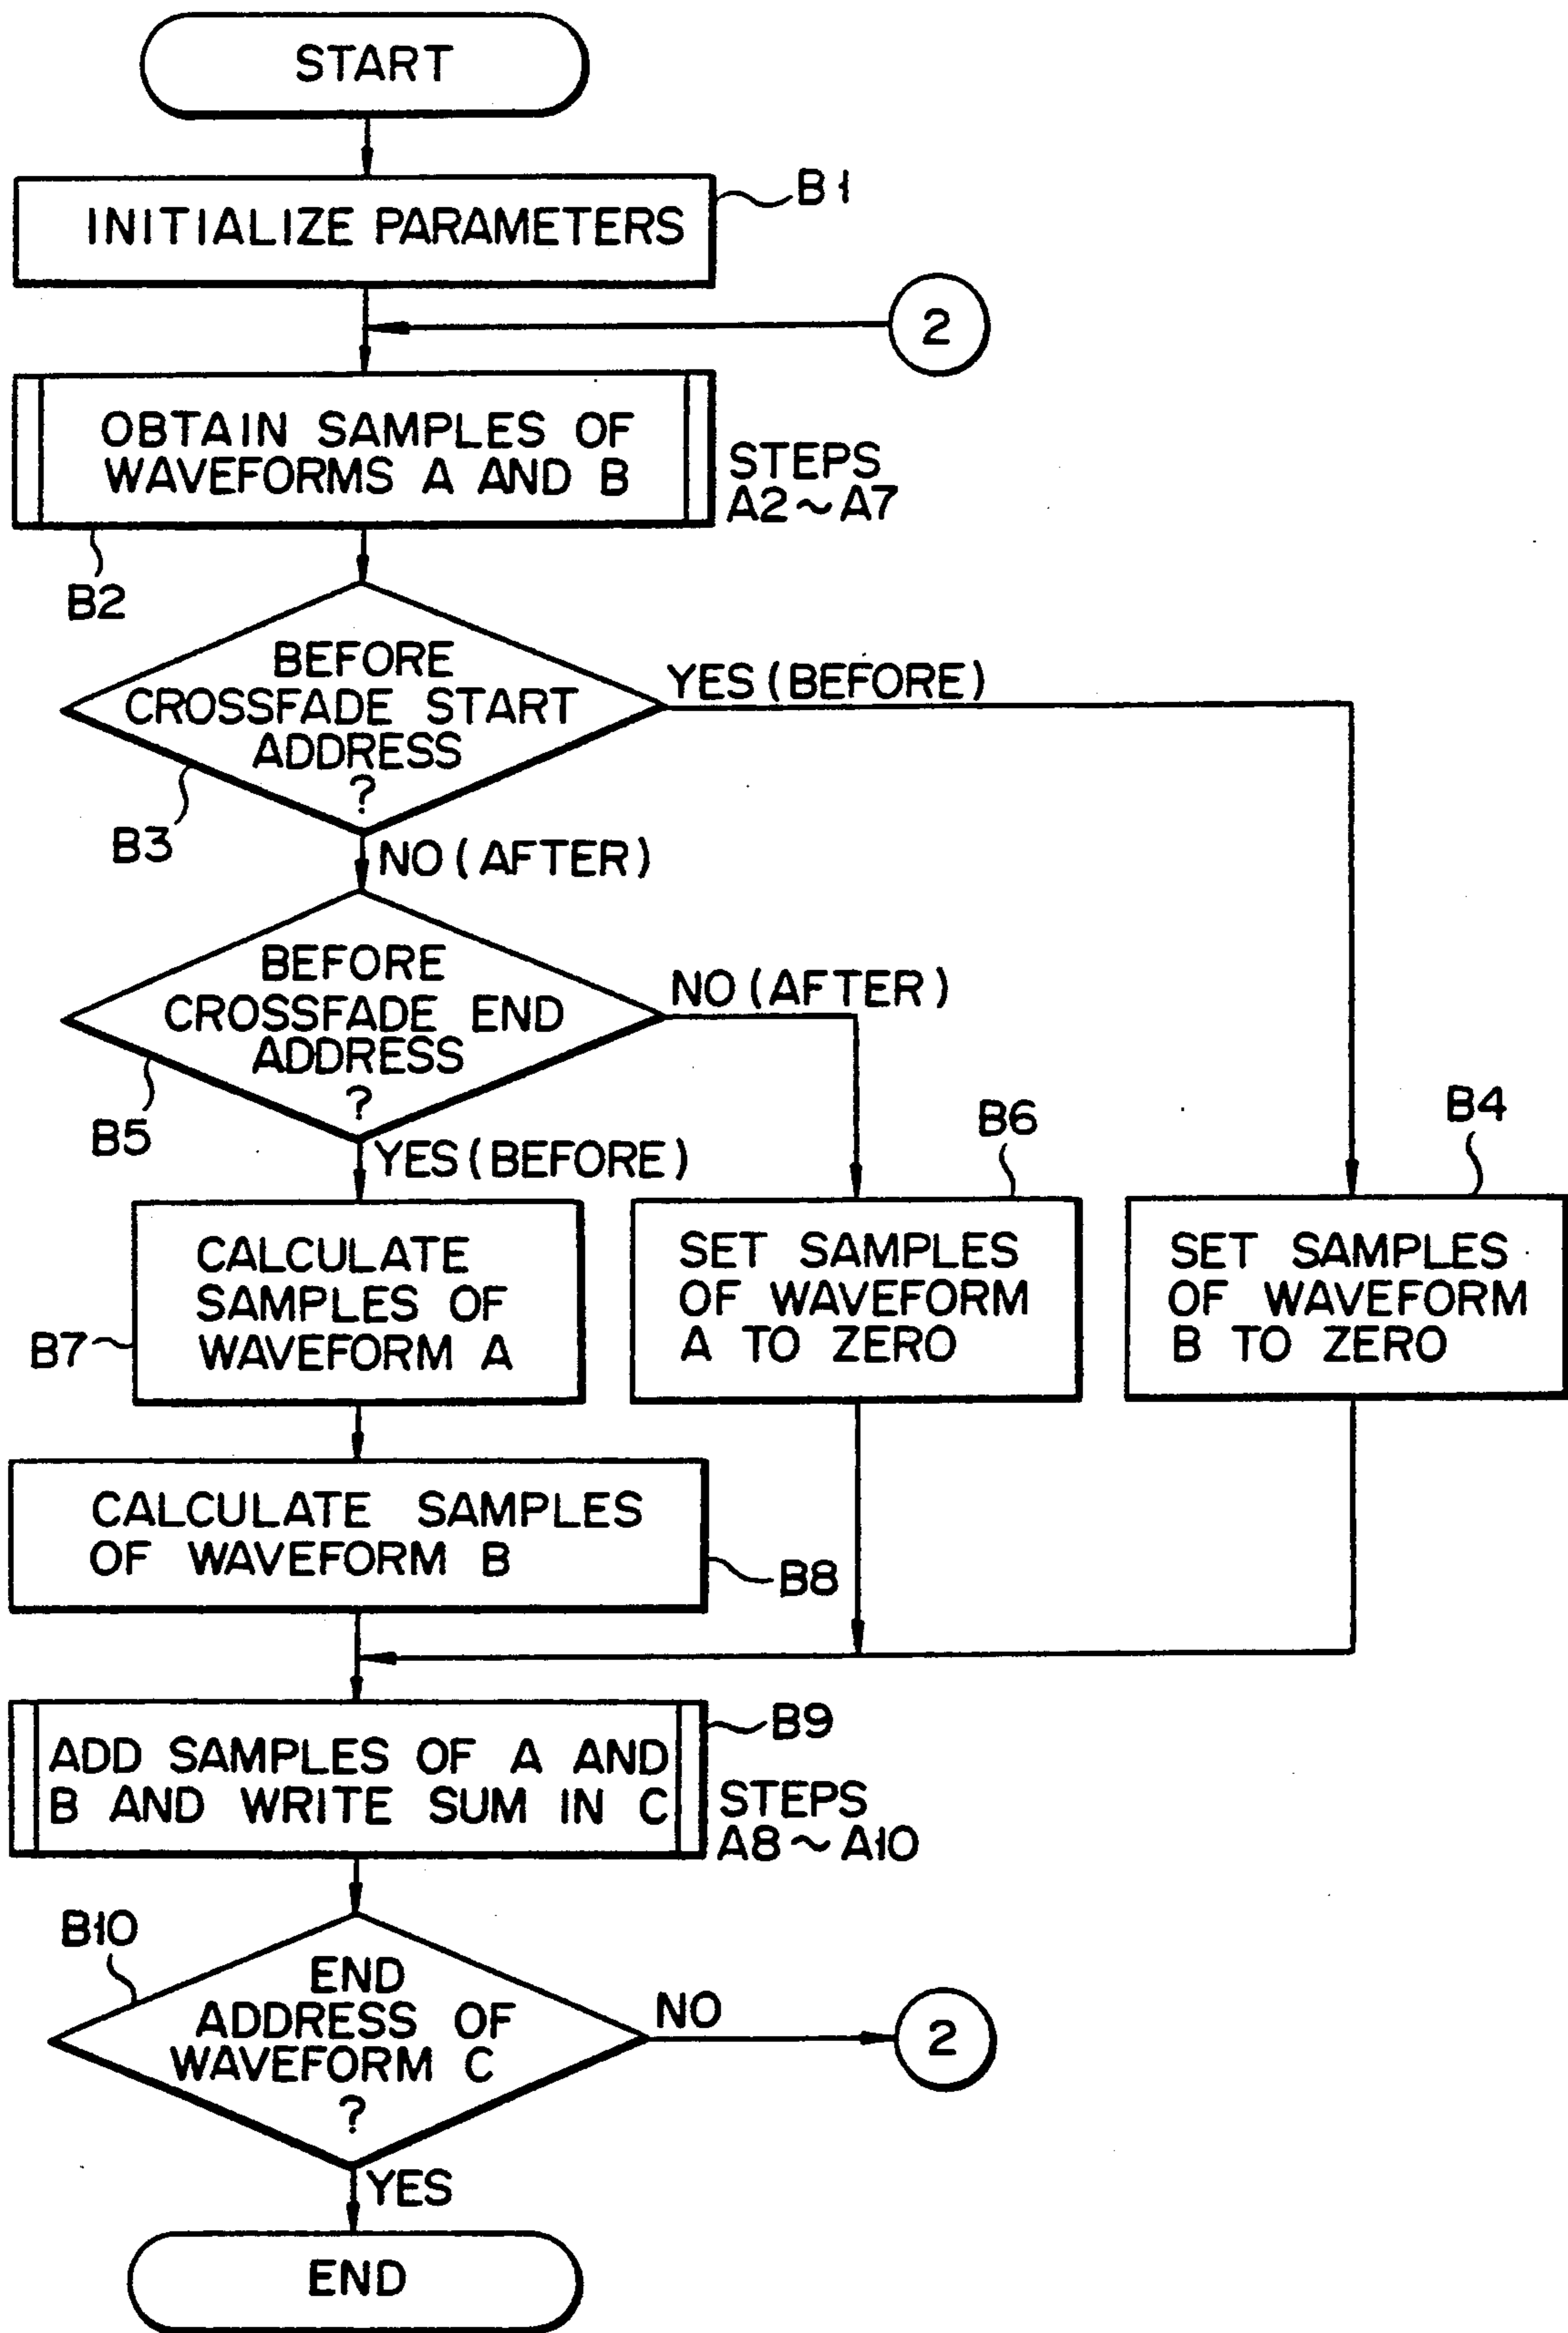 START
INITIALIZE PARAMETERS
B1
2
OBTAIN SAMPLES OF
WAVEFORMS A AND B
STEPS
A2~A7
B2
BEFORE
CROSSFADE START
ADDRESS
?
YES (BEFORE)
B3
NO (AFTER)
BEFORE
CROSSFADE END
ADDRESS
?
NO (AFTER)
B5
YES (BEFORE)
B6
B4
CALCULATE
SAMPLES OF
WAVEFORM A
B7
SET SAMPLES
OF WAVEFORM
A TO ZERO
SET SAMPLES
OF WAVEFORM
B TO ZERO
CALCULATE SAMPLES
OF WAVEFORM B
B8
ADD SAMPLES OF A AND
B AND WRITE SUM IN C
B9
STEPS
A8~A10
B10
END
ADDRESS OF
WAVEFORM C
?
NO
2
YES
END